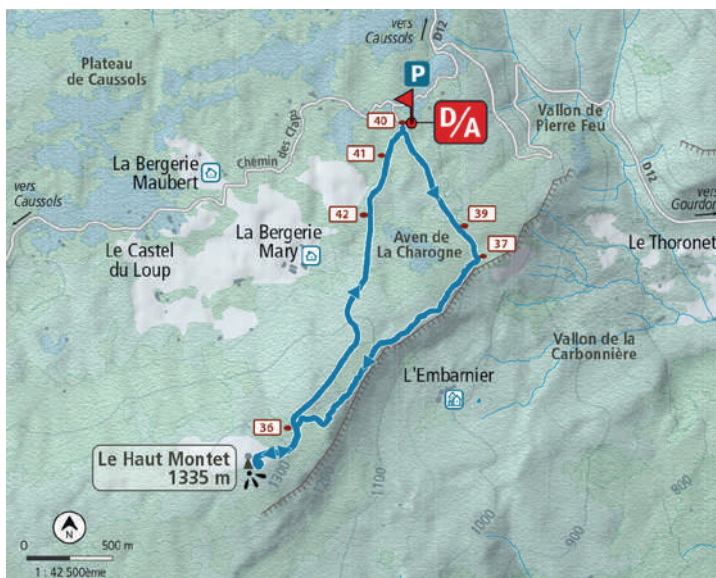 vers
Caussols
D12
Plateau
de Caussols
P
D/A
40
Vallon de
Pierre Feu
41
La Bergerie
Maubert
Chemin des Claps
D12
vers
Caussols
42
39
vers
Gourdon
La Bergerie
Mary
Aven de
La Charogne
37
Le Thoronet
Le Castel
du Loup
Vallon de la
Carbonnière
L'Embarnier
36
Le Haut Montet
1335 m
1300
1200
1100
1000
900
800
N
0
500 m
1 : 42 500ème